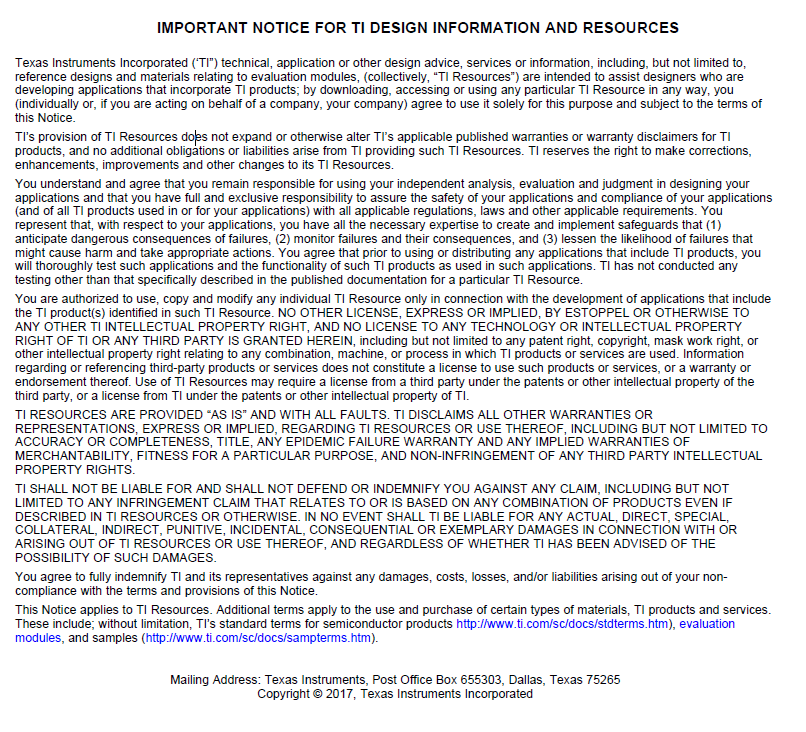 IMPORTANT NOTICE FOR TI DESIGN INFORMATION AND RESOURCES
Texas Instruments Incorporated (‘TI”) technical, application or other design advice, services or information, including, but not limited to,
reference designs and materials relating to evaluation modules, (collectively, “TI Resources”) are intended to assist designers who are
developing applications that incorporate TI products; by downloading, accessing or using any particular TI Resource in any way, you
(individually or, if you are acting on behalf of a company, your company) agree to use it solely for this purpose and subject to the terms of
this Notice.
TI’s provision of TI Resources does not expand or otherwise alter TI’s applicable published warranties or warranty disclaimers for TI
products, and no additional obligations or liabilities arise from TI providing such TI Resources. TI reserves the right to make corrections,
enhancements, improvements and other changes to its TI Resources.
You understand and agree that you remain responsible for using your independent analysis, evaluation and judgment in designing your
applications and that you have full and exclusive responsibility to assure the safety of your applications and compliance of your applications
(and of all TI products used in or for your applications) with all applicable regulations, laws and other applicable requirements. You
represent that, with respect to your applications, you have all the necessary expertise to create and implement safeguards that (1)
anticipate dangerous consequences of failures, (2) monitor failures and their consequences, and (3) lessen the likelihood of failures that
might cause harm and take appropriate actions. You agree that prior to using or distributing any applications that include TI products, you
will thoroughly test such applications and the functionality of such TI products as used in such applications. TI has not conducted any
testing other than that specifically described in the published documentation for a particular TI Resource.
You are authorized to use, copy and modify any individual TI Resource only in connection with the development of applications that include
the TI product(s) identified in such TI Resource. NO OTHER LICENSE, EXPRESS OR IMPLIED, BY ESTOPPEL OR OTHERWISE TO
ANY OTHER TI INTELLECTUAL PROPERTY RIGHT, AND NO LICENSE TO ANY TECHNOLOGY OR INTELLECTUAL PROPERTY
RIGHT OF TI OR ANY THIRD PARTY IS GRANTED HEREIN, including but not limited to any patent right, copyright, mask work right, or
other intellectual property right relating to any combination, machine, or process in which TI products or services are used. Information
regarding or referencing third-party products or services does not constitute a license to use such products or services, or a warranty or
endorsement thereof. Use of TI Resources may require a license from a third party under the patents or other intellectual property of the
third party, or a license from TI under the patents or other intellectual property of TI.
TI RESOURCES ARE PROVIDED “AS IS” AND WITH ALL FAULTS. TI DISCLAIMS ALL OTHER WARRANTIES OR
REPRESENTATIONS, EXPRESS OR IMPLIED, REGARDING TI RESOURCES OR USE THEREOF, INCLUDING BUT NOT LIMITED TO
ACCURACY OR COMPLETENESS, TITLE, ANY EPIDEMIC FAILURE WARRANTY AND ANY IMPLIED WARRANTIES OF
MERCHANTABILITY, FITNESS FOR A PARTICULAR PURPOSE, AND NON-INFRINGEMENT OF ANY THIRD PARTY INTELLECTUAL
PROPERTY RIGHTS.
TI SHALL NOT BE LIABLE FOR AND SHALL NOT DEFEND OR INDEMNIFY YOU AGAINST ANY CLAIM, INCLUDING BUT NOT
LIMITED TO ANY INFRINGEMENT CLAIM THAT RELATES TO OR IS BASED ON ANY COMBINATION OF PRODUCTS EVEN IF
DESCRIBED IN TI RESOURCES OR OTHERWISE. IN NO EVENT SHALL TI BE LIABLE FOR ANY ACTUAL, DIRECT, SPECIAL,
COLLATERAL, INDIRECT, PUNITIVE, INCIDENTAL, CONSEQUENTIAL OR EXEMPLARY DAMAGES IN CONNECTION WITH OR
ARISING OUT OF TI RESOURCES OR USE THEREOF, AND REGARDLESS OF WHETHER TI HAS BEEN ADVISED OF THE
POSSIBILITY OF SUCH DAMAGES.
You agree to fully indemnify TI and its representatives against any damages, costs, losses, and/or liabilities arising out of your non-
compliance with the terms and provisions of this Notice.
This Notice applies to TI Resources. Additional terms apply to the use and purchase of certain types of materials, TI products and services.
These include; without limitation, TI’s standard terms for semiconductor products http://www.ti.com/sc/docs/stdterms.htm), evaluation
modules, and samples (http://www.ti.com/sc/docs/sampterms.htm).
Mailing Address: Texas Instruments, Post Office Box 655303, Dallas, Texas 75265
Copyright © 2017, Texas Instruments Incorporated